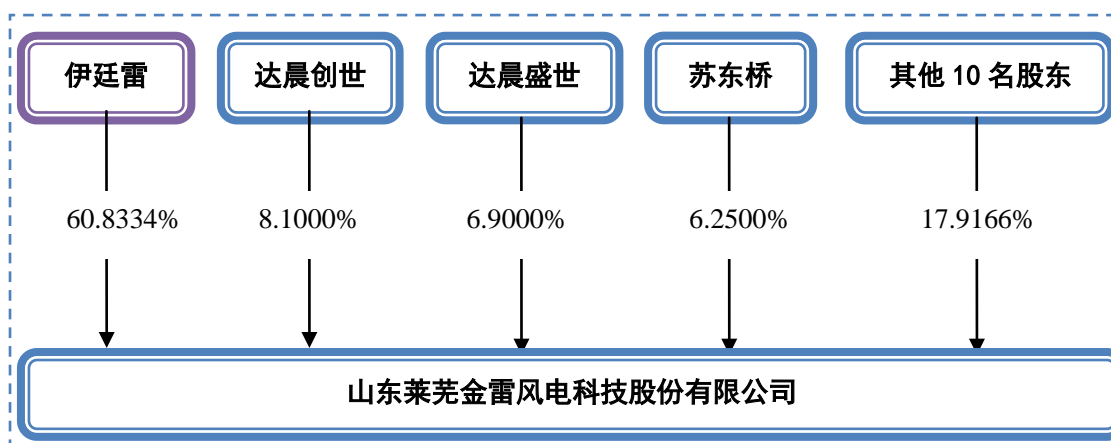 伊廷雷
达晨创世
达晨盛世
苏东桥
其他 10 名股东
60.8334%
8.1000%
6.9000%
6.2500%
17.9166%
山东莱芜金雷风电科技股份有限公司